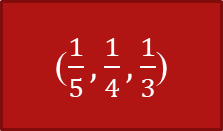 (1/5, 1/4, 1/3)